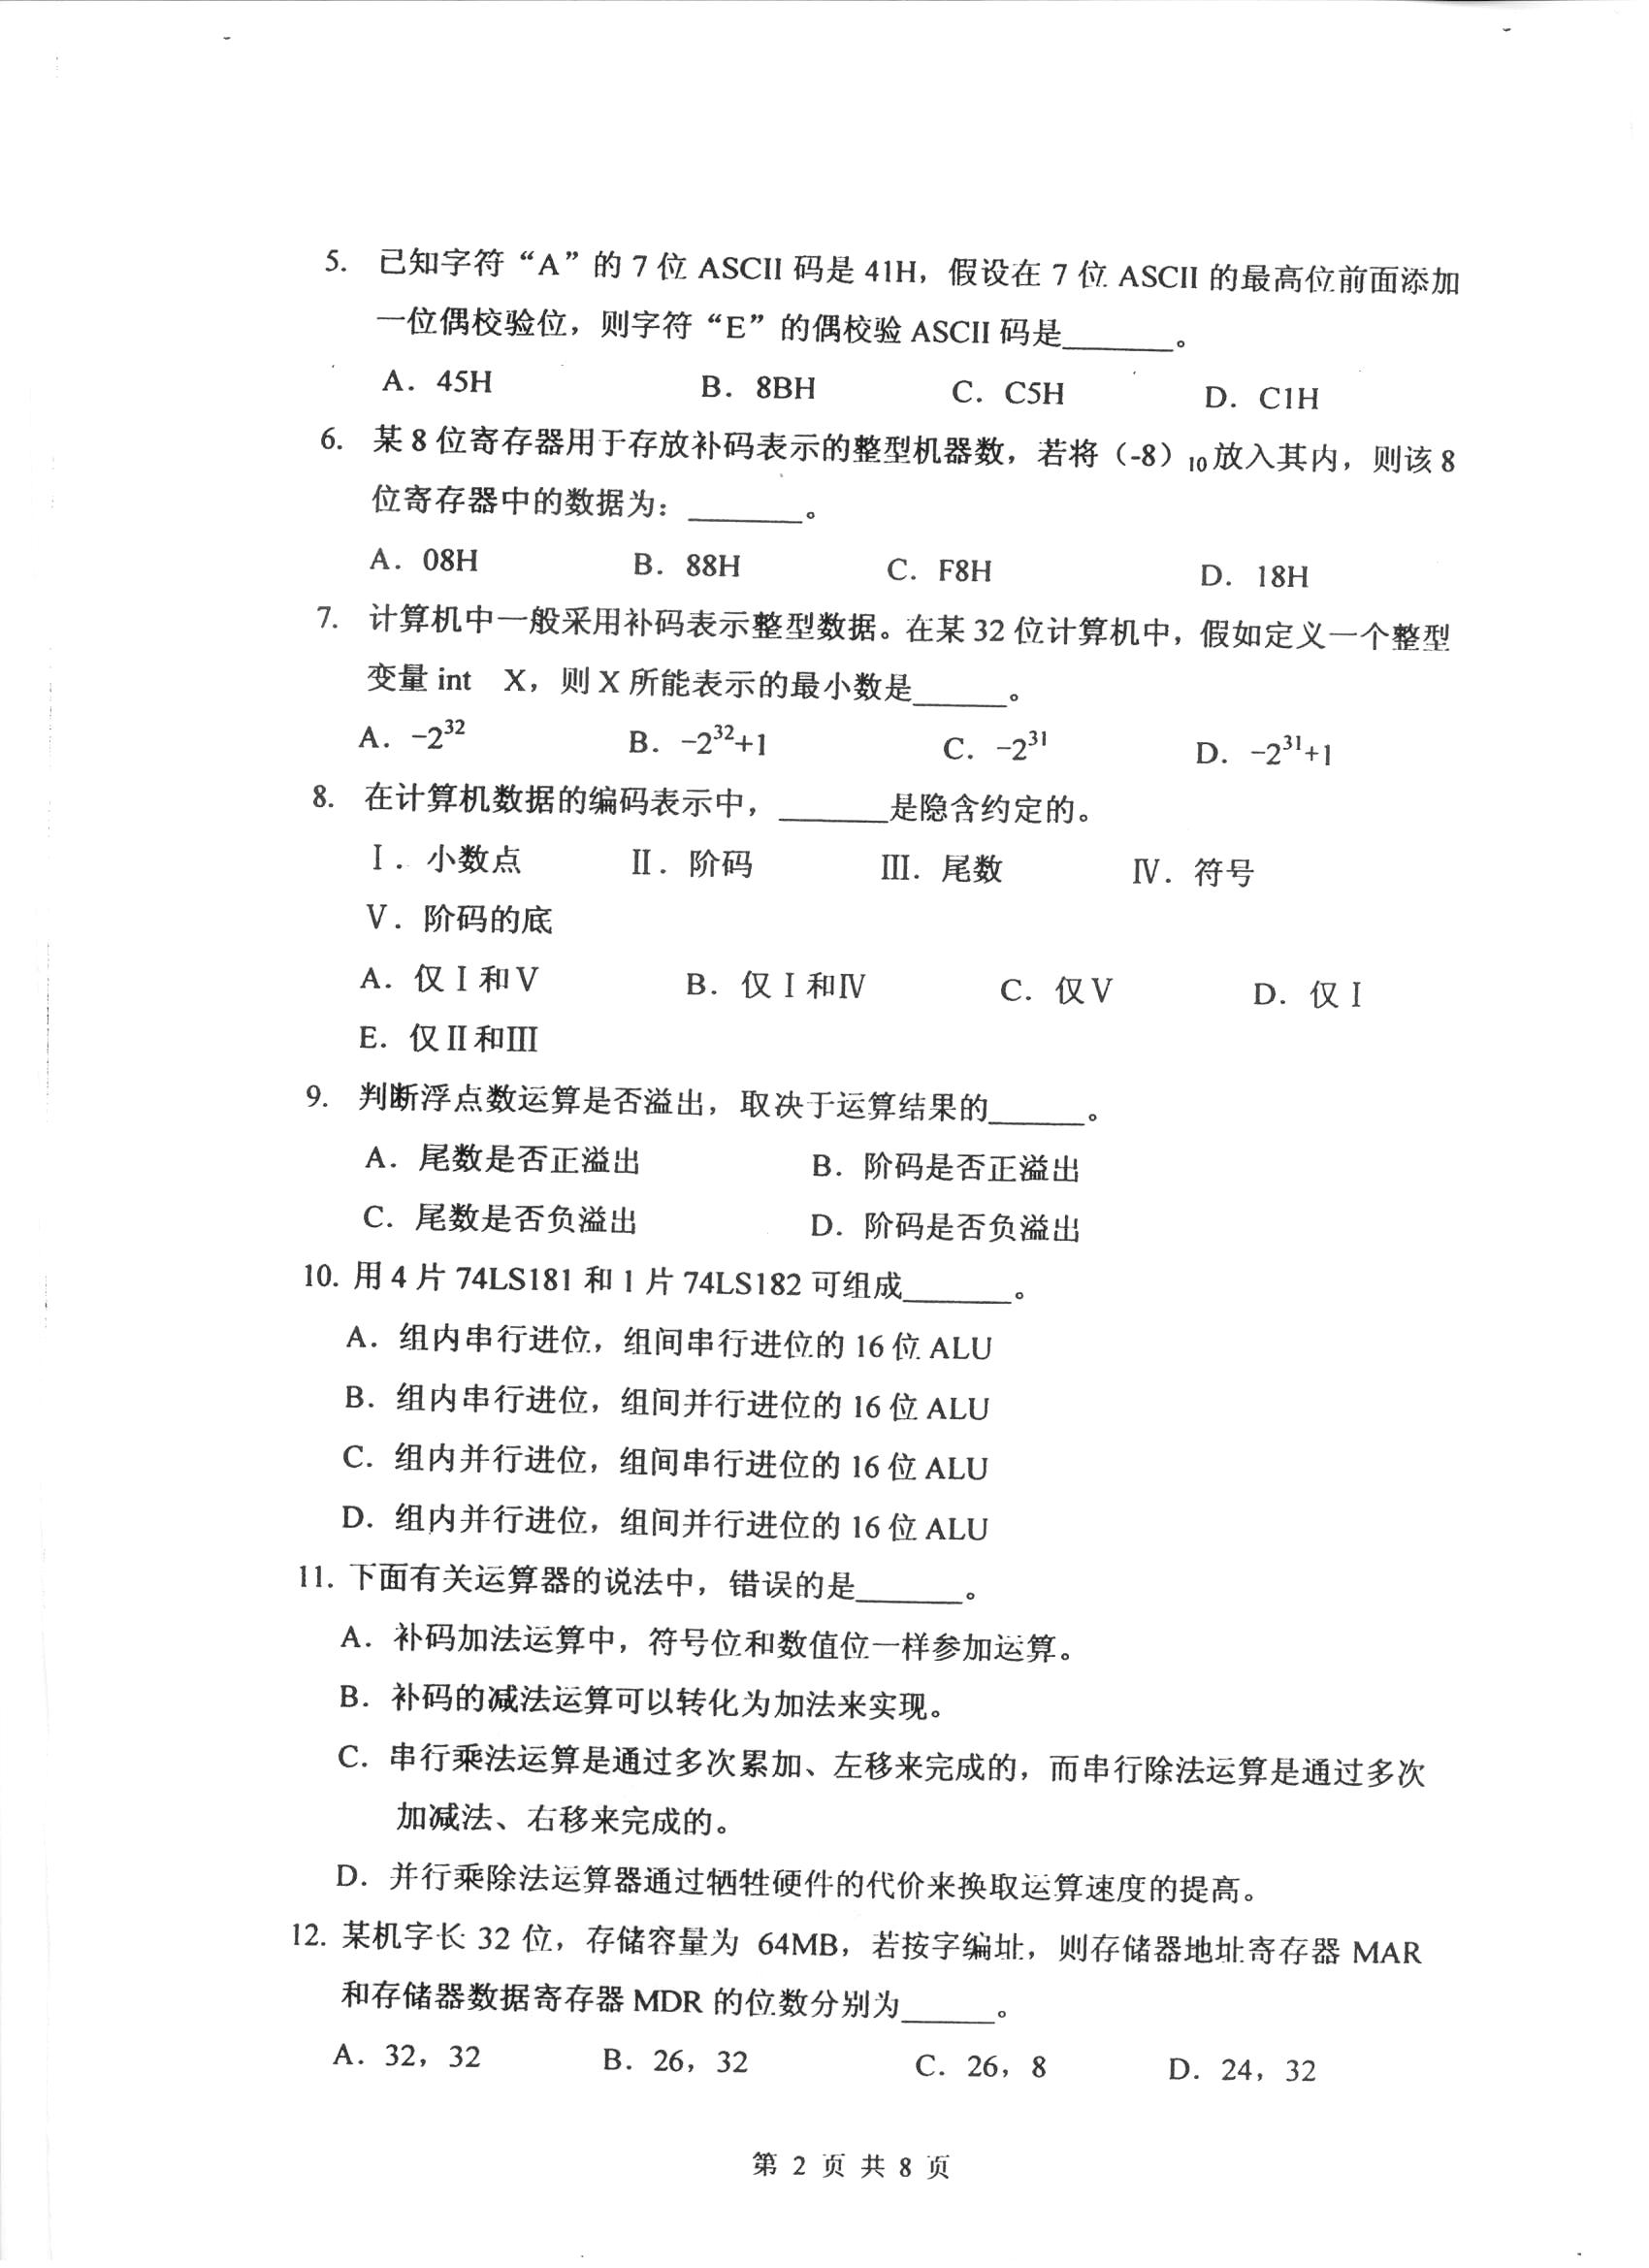 5. 已知字符“A”的 7 位 ASCII 码是 41H，假设在 7 位 ASCII 的最高位前面添加
一位偶校验位，则字符“E”的偶校验 ASCII 码是_______。
A．45H B．8BH C．C5H D．C1H
6. 某 8 位寄存器用于存放补码表示的整型机器数，若将（-8）₁₀放入其内，则该 8
位寄存器中的数据为：_______。
A．08H B．88H C．F8H D．18H
7. 计算机中一般采用补码表示整型数据。在某 32 位计算机中，假如定义一个整型
变量 int X，则 X 所能表示的最小数是______。
A．−2³² B．−2³²+1 C．−2³¹ D．−2³¹+1
8. 在计算机数据的编码表示中，_______是隐含约定的。
Ⅰ．小数点 Ⅱ．阶码 Ⅲ．尾数 Ⅳ．符号
Ⅴ．阶码的底
A．仅Ⅰ和Ⅴ B．仅Ⅰ和Ⅳ C．仅Ⅴ D．仅Ⅰ
E．仅Ⅱ和Ⅲ
9. 判断浮点数运算是否溢出，取决于运算结果的______。
A．尾数是否正溢出 B．阶码是否正溢出
C．尾数是否负溢出 D．阶码是否负溢出
10. 用 4 片 74LS181 和 1 片 74LS182 可组成_______。
A．组内串行进位，组间串行进位的 16 位 ALU
B．组内串行进位，组间并行进位的 16 位 ALU
C．组内并行进位，组间串行进位的 16 位 ALU
D．组内并行进位，组间并行进位的 16 位 ALU
11. 下面有关运算器的说法中，错误的是_______。
A．补码加法运算中，符号位和数值位一样参加运算。
B．补码的减法运算可以转化为加法来实现。
C．串行乘法运算是通过多次累加、左移来完成的，而串行除法运算是通过多次
加减法、右移来完成的。
D．并行乘除法运算器通过牺牲硬件的代价来换取运算速度的提高。
12. 某机字长 32 位，存储容量为 64MB，若按字编址，则存储器地址寄存器 MAR
和存储器数据寄存器 MDR 的位数分别为______。
A．32，32 B．26，32 C．26，8 D．24，32
第 2 页 共 8 页